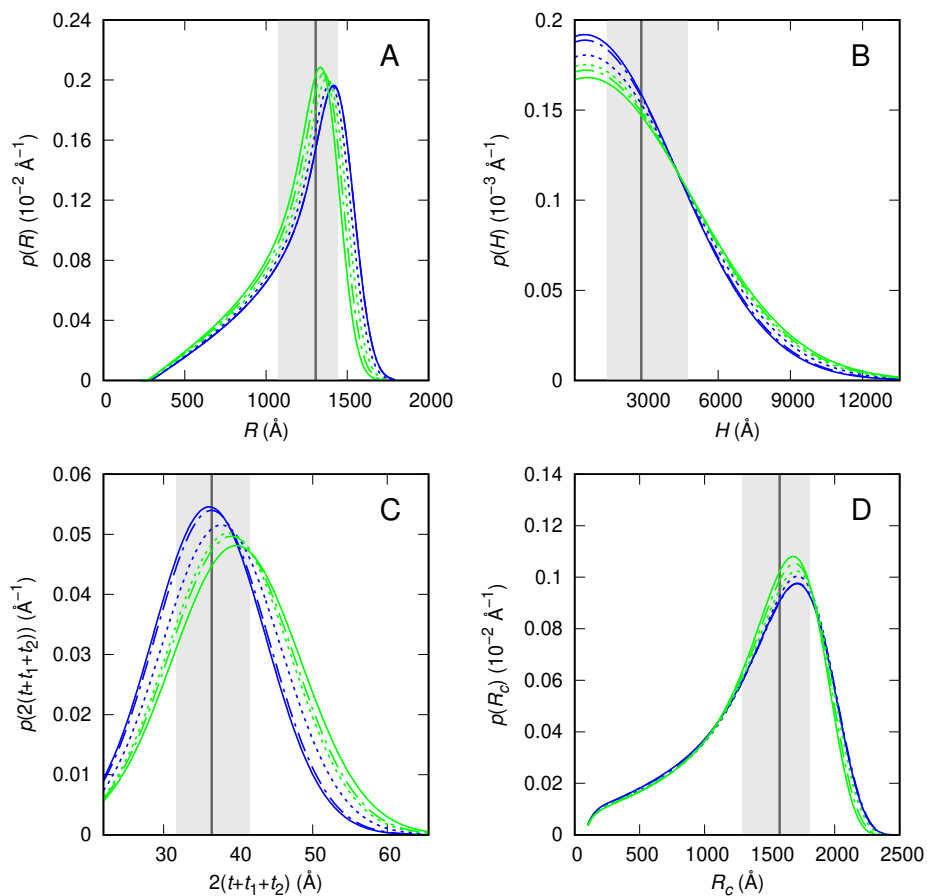 0.24
0.2
0.16
0.12
0.08
0.04
0
p(R) (10⁻² Å⁻¹)
A
0 500 1000 1500 2000
R (Å)
0.2
0.15
0.1
0.05
0
p(H) (10⁻³ Å⁻¹)
B
3000 6000 9000 12000
H (Å)
0.06
0.05
0.04
0.03
0.02
0.01
0
p(2(t+t₁+t₂)) (Å⁻¹)
C
30 40 50 60
2(t+t₁+t₂) (Å)
0.14
0.12
0.1
0.08
0.06
0.04
0.02
0
p(R_c) (10⁻² Å⁻¹)
D
0 500 1000 1500 2000 2500
R_c (Å)